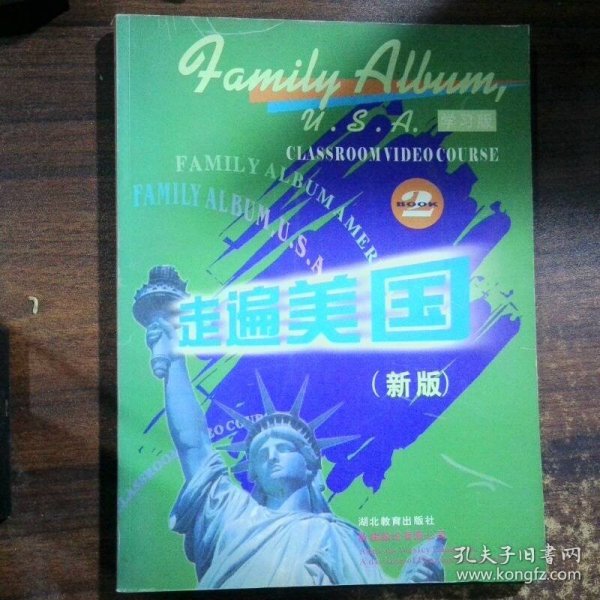 Family Album,
U.S.A. 学习版
CLASSROOM VIDEO COURSE
FAMILY ALBUM AMER
FAMILY ALBUM, U.S.A
2
BOOK
走遍美国
(新版)
湖北教育出版社
孔夫子旧书网
www.kongfz.com